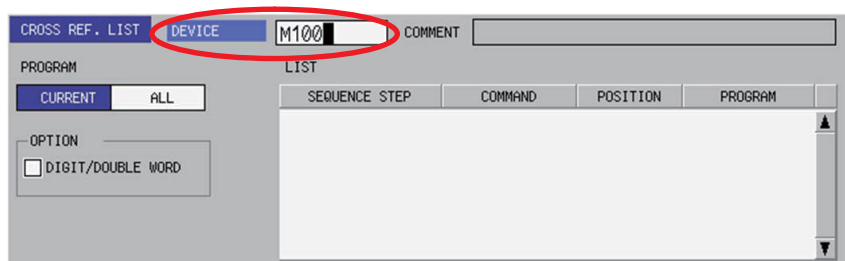 CROSS REF. LIST DEVICE M100 COMMENT
PROGRAM LIST
CURRENT ALL SEQUENCE STEP COMMAND POSITION PROGRAM
OPTION
DIGIT/DOUBLE WORD